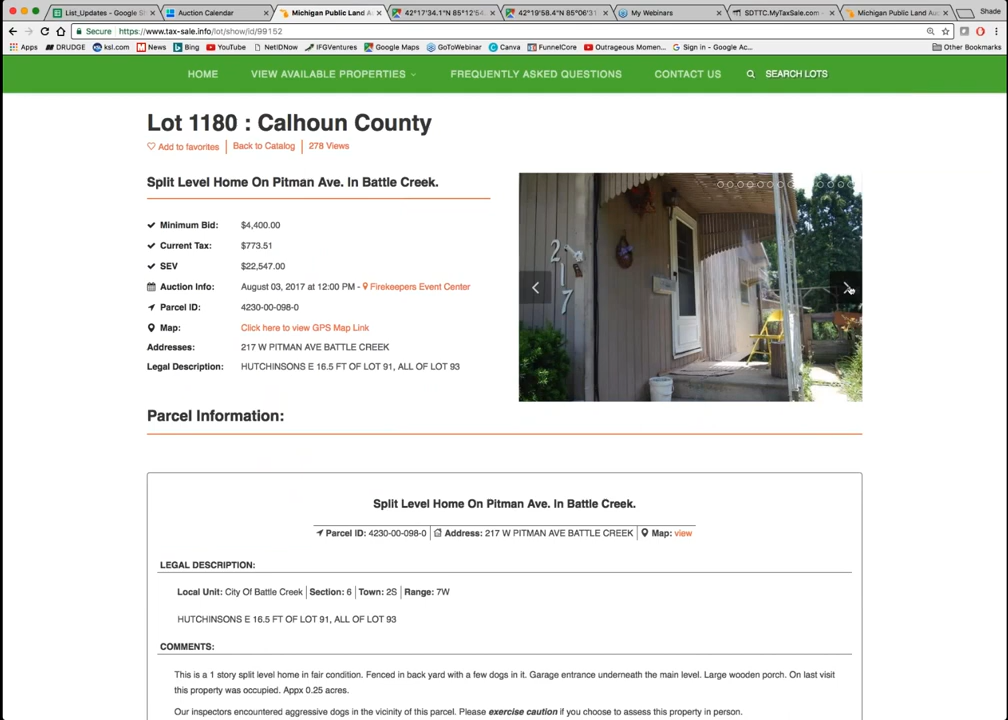 List_Updates - Google S
Auction Calendar
Michigan Public Land A
42°17'34.1"N 85°12'54.
42°19'58.4"N 85°06'31
My Webinars
SDTTC.MyTaxSale.com -
Michigan Public Land Au
Shade
Secure https://www.tax-sale.info/lot/show/id/99152
Apps DRUDGE ksl.com News Bing YouTube NetIDNow IFGVentures Google Maps GoToWebinar Canva FunnelCore Outrageous Momen... Sign in - Google Ac... Other Bookmarks
HOME VIEW AVAILABLE PROPERTIES FREQUENTLY ASKED QUESTIONS CONTACT US SEARCH LOTS
Lot 1180 : Calhoun County
Add to favorites | Back to Catalog | 278 Views
Split Level Home On Pitman Ave. In Battle Creek.
Minimum Bid: $4,400.00
Current Tax: $773.51
SEV $22,547.00
Auction Info: August 03, 2017 at 12:00 PM - Firekeepers Event Center
Parcel ID: 4230-00-098-0
Map: Click here to view GPS Map Link
Addresses: 217 W PITMAN AVE BATTLE CREEK
Legal Description: HUTCHINSONS E 16.5 FT OF LOT 91, ALL OF LOT 93
217
Parcel Information:
Split Level Home On Pitman Ave. In Battle Creek.
Parcel ID: 4230-00-098-0 | Address: 217 W PITMAN AVE BATTLE CREEK | Map: view
LEGAL DESCRIPTION:
Local Unit: City Of Battle Creek | Section: 6 | Town: 2S | Range: 7W
HUTCHINSONS E 16.5 FT OF LOT 91, ALL OF LOT 93
COMMENTS:
This is a 1 story split level home in fair condition. Fenced in back yard with a few dogs in it. Garage entrance underneath the main level. Large wooden porch. On last visit
this property was occupied. Appx 0.25 acres.
Our inspectors encountered aggressive dogs in the vicinity of this parcel. Please exercise caution if you choose to assess this property in person.